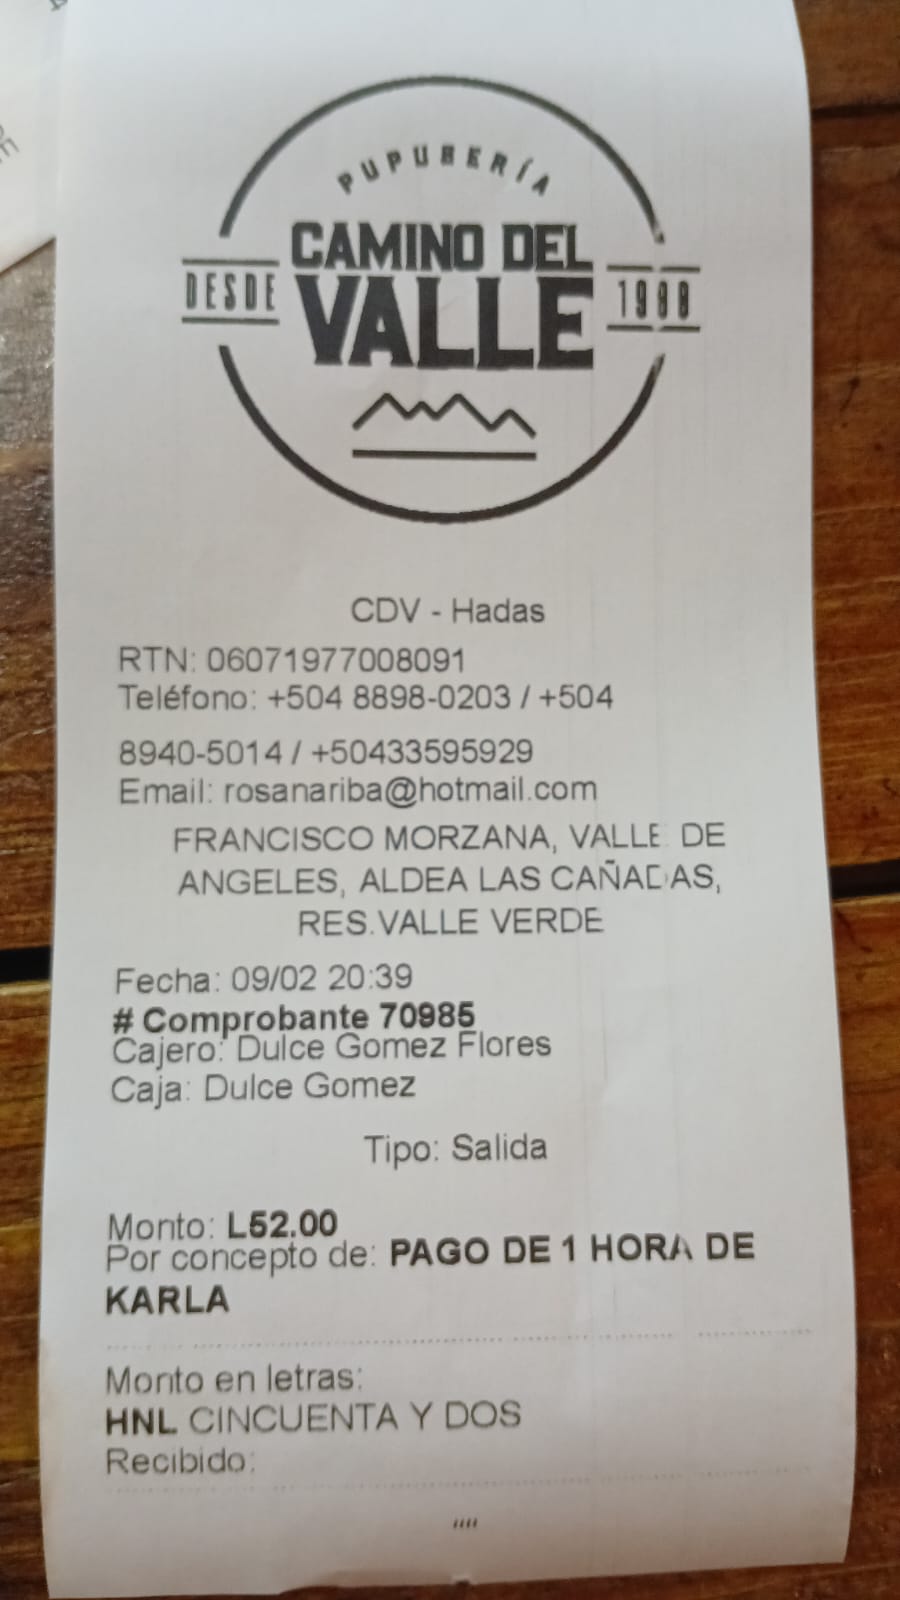 PUPUSERÍA
CAMINO DEL
DESDE VALLE 1988
CDV - Hadas
RTN: 06071977008091
Teléfono: +504 8898-0203 / +504
8940-5014 / +50433595929
Email: rosanariba@hotmail.com
FRANCISCO MORZANA, VALLE DE
ANGELES, ALDEA LAS CAÑADAS,
RES.VALLE VERDE
Fecha: 09/02 20:39
# Comprobante 70985
Cajero: Dulce Gomez Flores
Caja: Dulce Gomez
Tipo: Salida
Monto: L52.00
Por concepto de: PAGO DE 1 HORA DE
KARLA
Monto en letras:
HNL CINCUENTA Y DOS
Recibido:
""